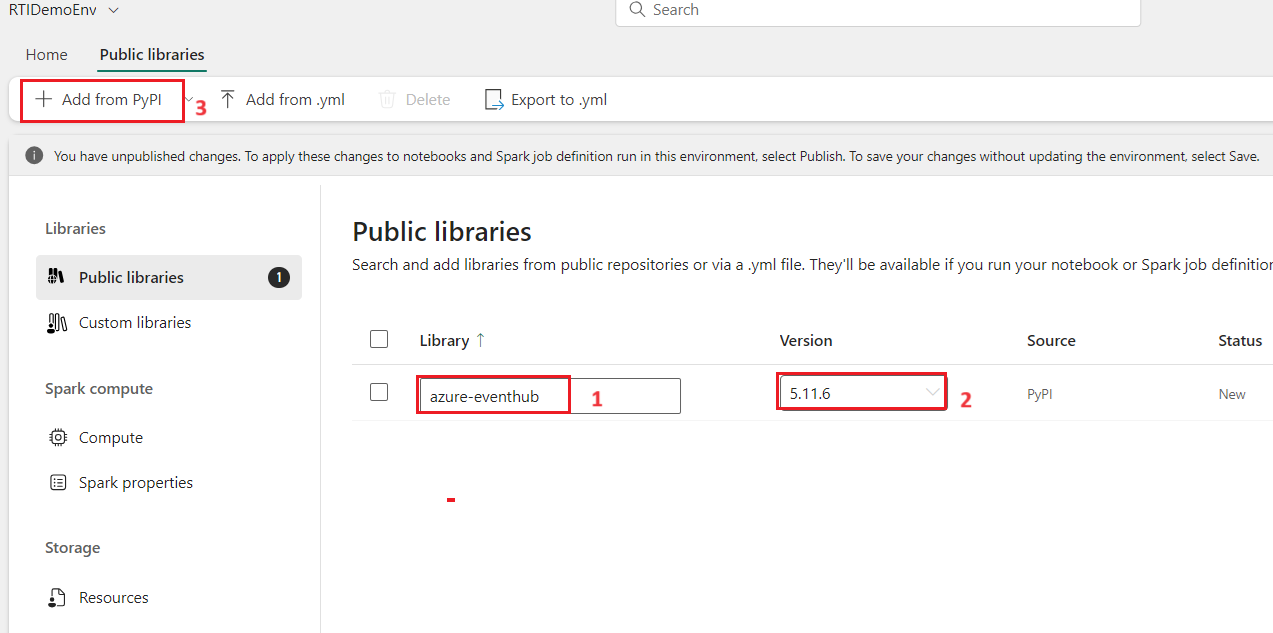 RTIDemoEnv
Search
Home Public libraries
Add from PyPI 3 Add from .yml Delete Export to .yml
You have unpublished changes. To apply these changes to notebooks and Spark job definition run in this environment, select Publish. To save your changes without updating the environment, select Save.
Libraries
Public libraries 1
Custom libraries
Spark compute
Compute
Spark properties
Storage
Resources
Public libraries
Search and add libraries from public repositories or via a .yml file. They'll be available if you run your notebook or Spark job definition
Library ↑ Version Source Status
azure-eventhub 1 5.11.6 2 PyPI New